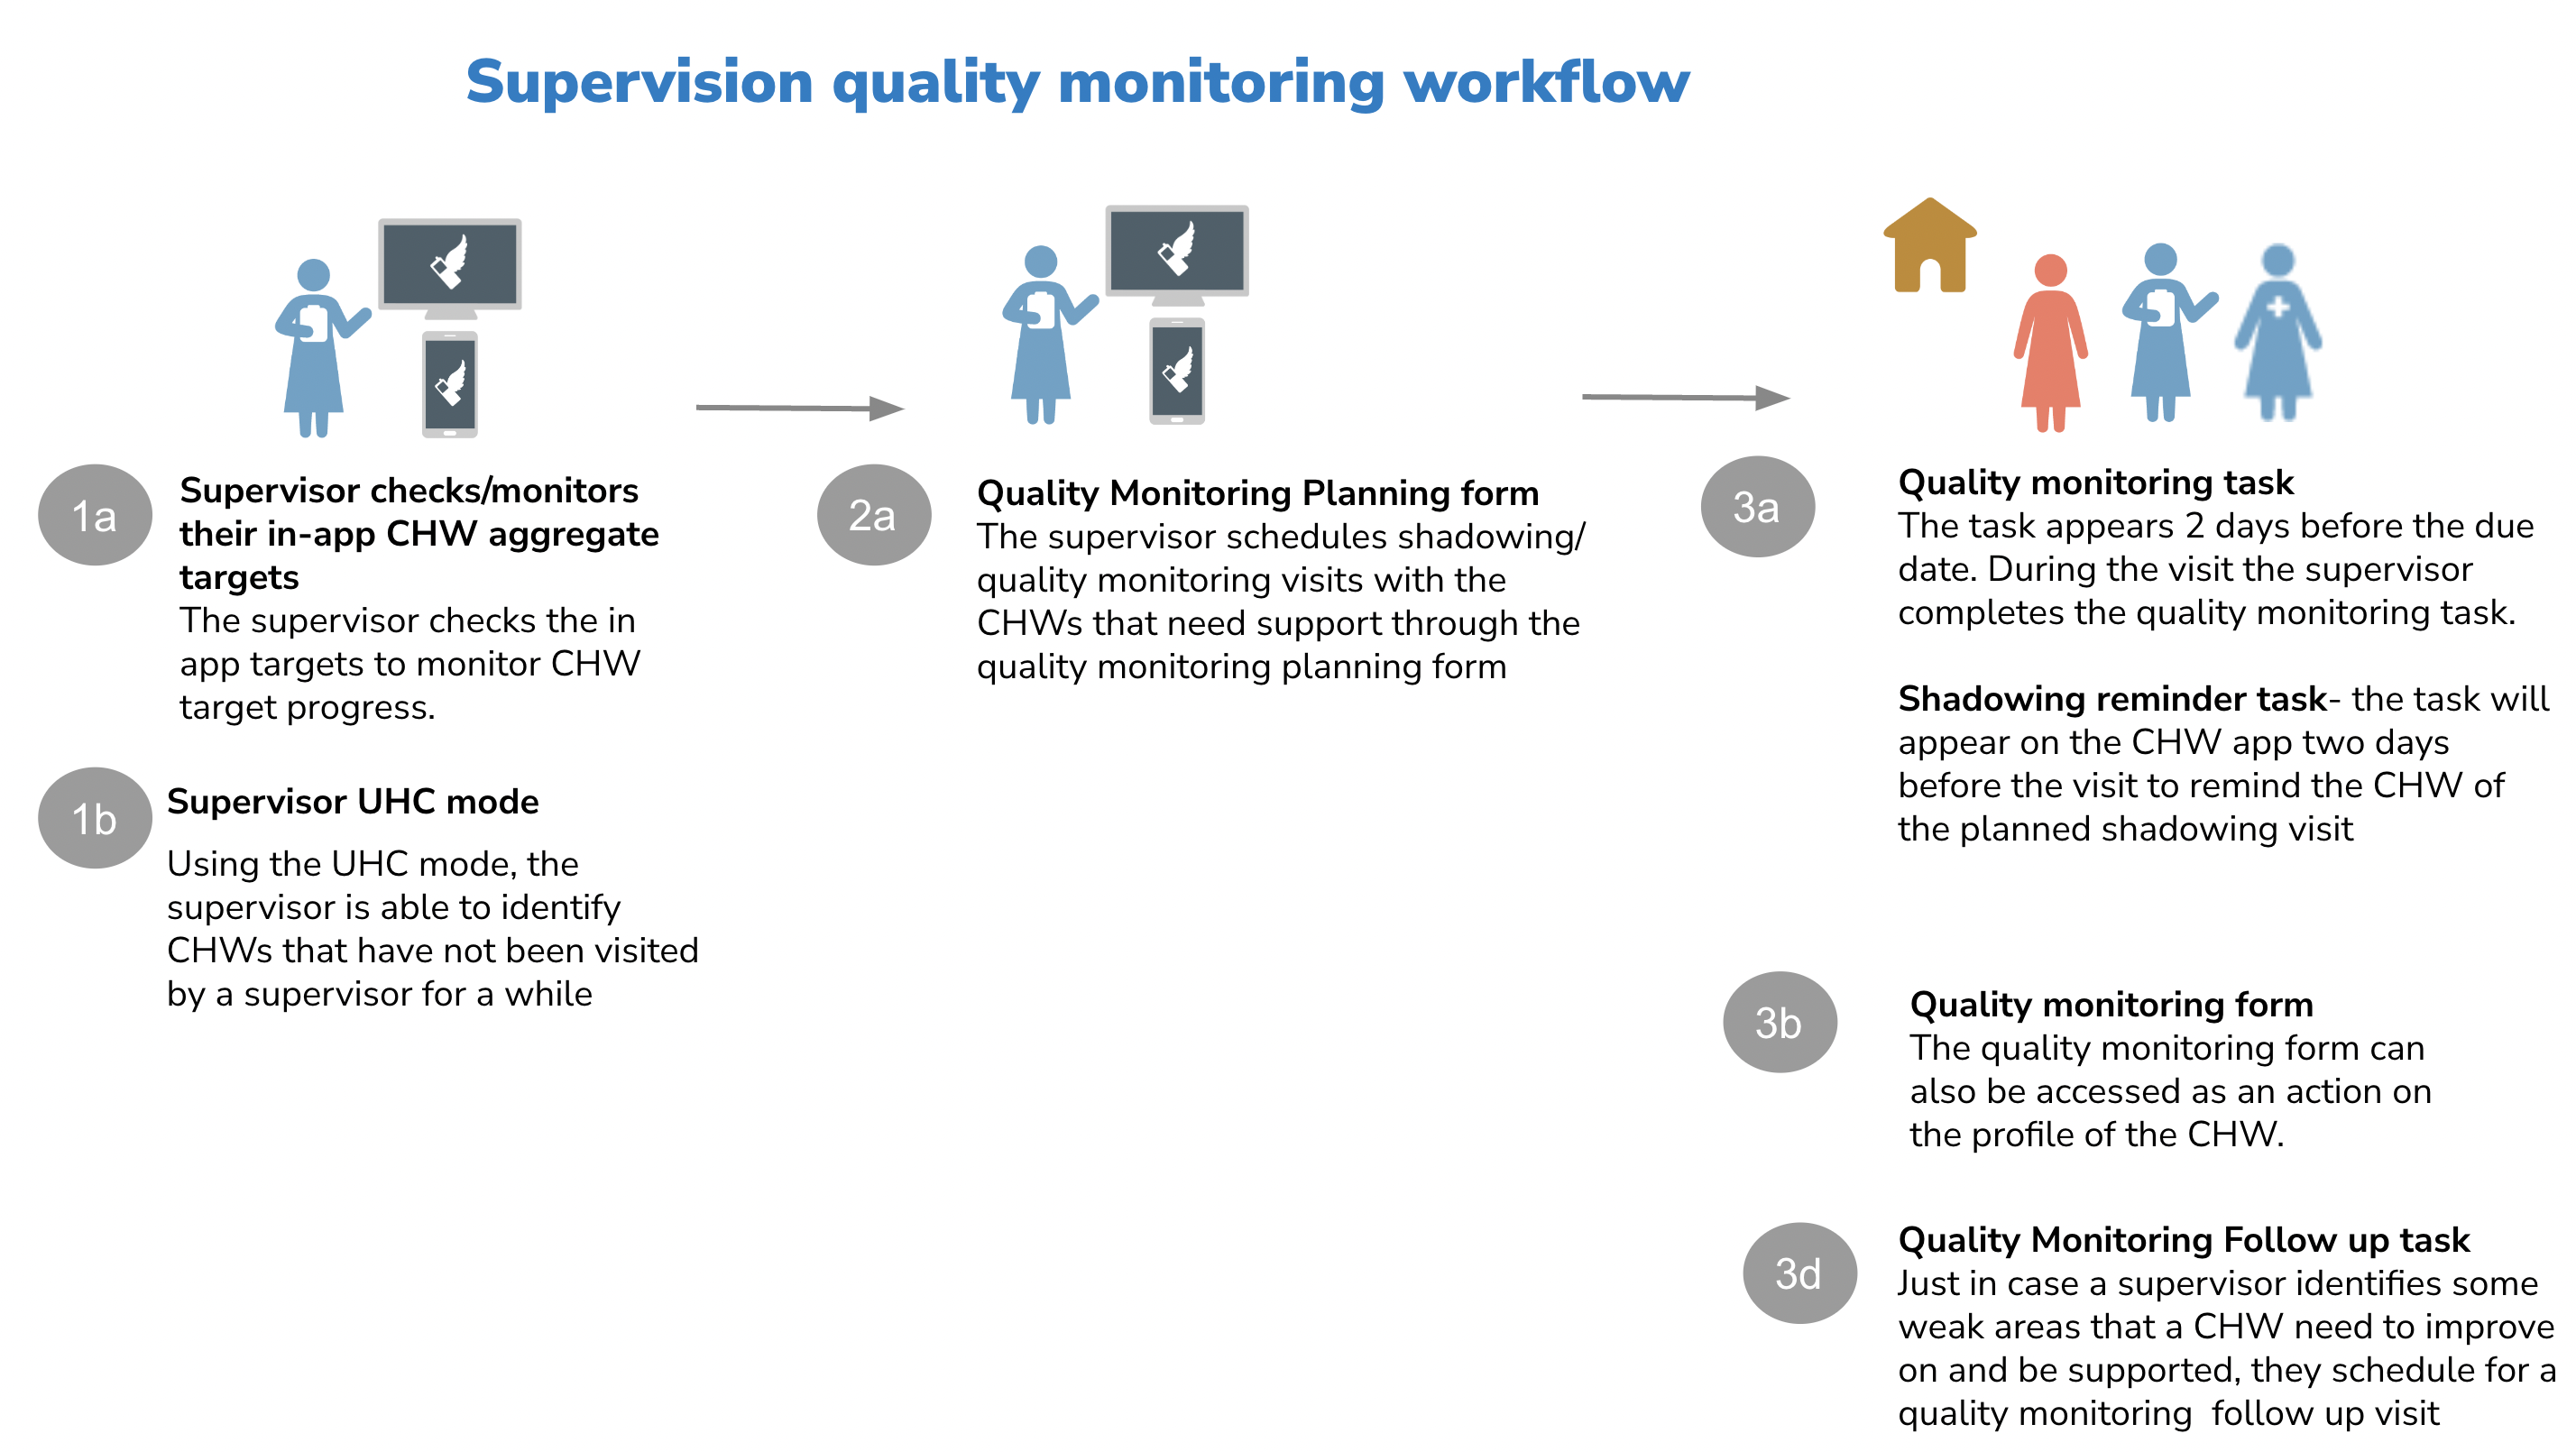 Supervision quality monitoring workflow
1a
Supervisor checks/monitors
their in-app CHW aggregate
targets
The supervisor checks the in
app targets to monitor CHW
target progress.
1b
Supervisor UHC mode
Using the UHC mode, the
supervisor is able to identify
CHWs that have not been visited
by a supervisor for a while
2a
Quality Monitoring Planning form
The supervisor schedules shadowing/
quality monitoring visits with the
CHWs that need support through the
quality monitoring planning form
3a
Quality monitoring task
The task appears 2 days before the due
date. During the visit the supervisor
completes the quality monitoring task.
Shadowing reminder task- the task will
appear on the CHW app two days
before the visit to remind the CHW of
the planned shadowing visit
3b
Quality monitoring form
The quality monitoring form can
also be accessed as an action on
the profile of the CHW.
3d
Quality Monitoring Follow up task
Just in case a supervisor identifies some
weak areas that a CHW need to improve
on and be supported, they schedule for a
quality monitoring  follow up visit